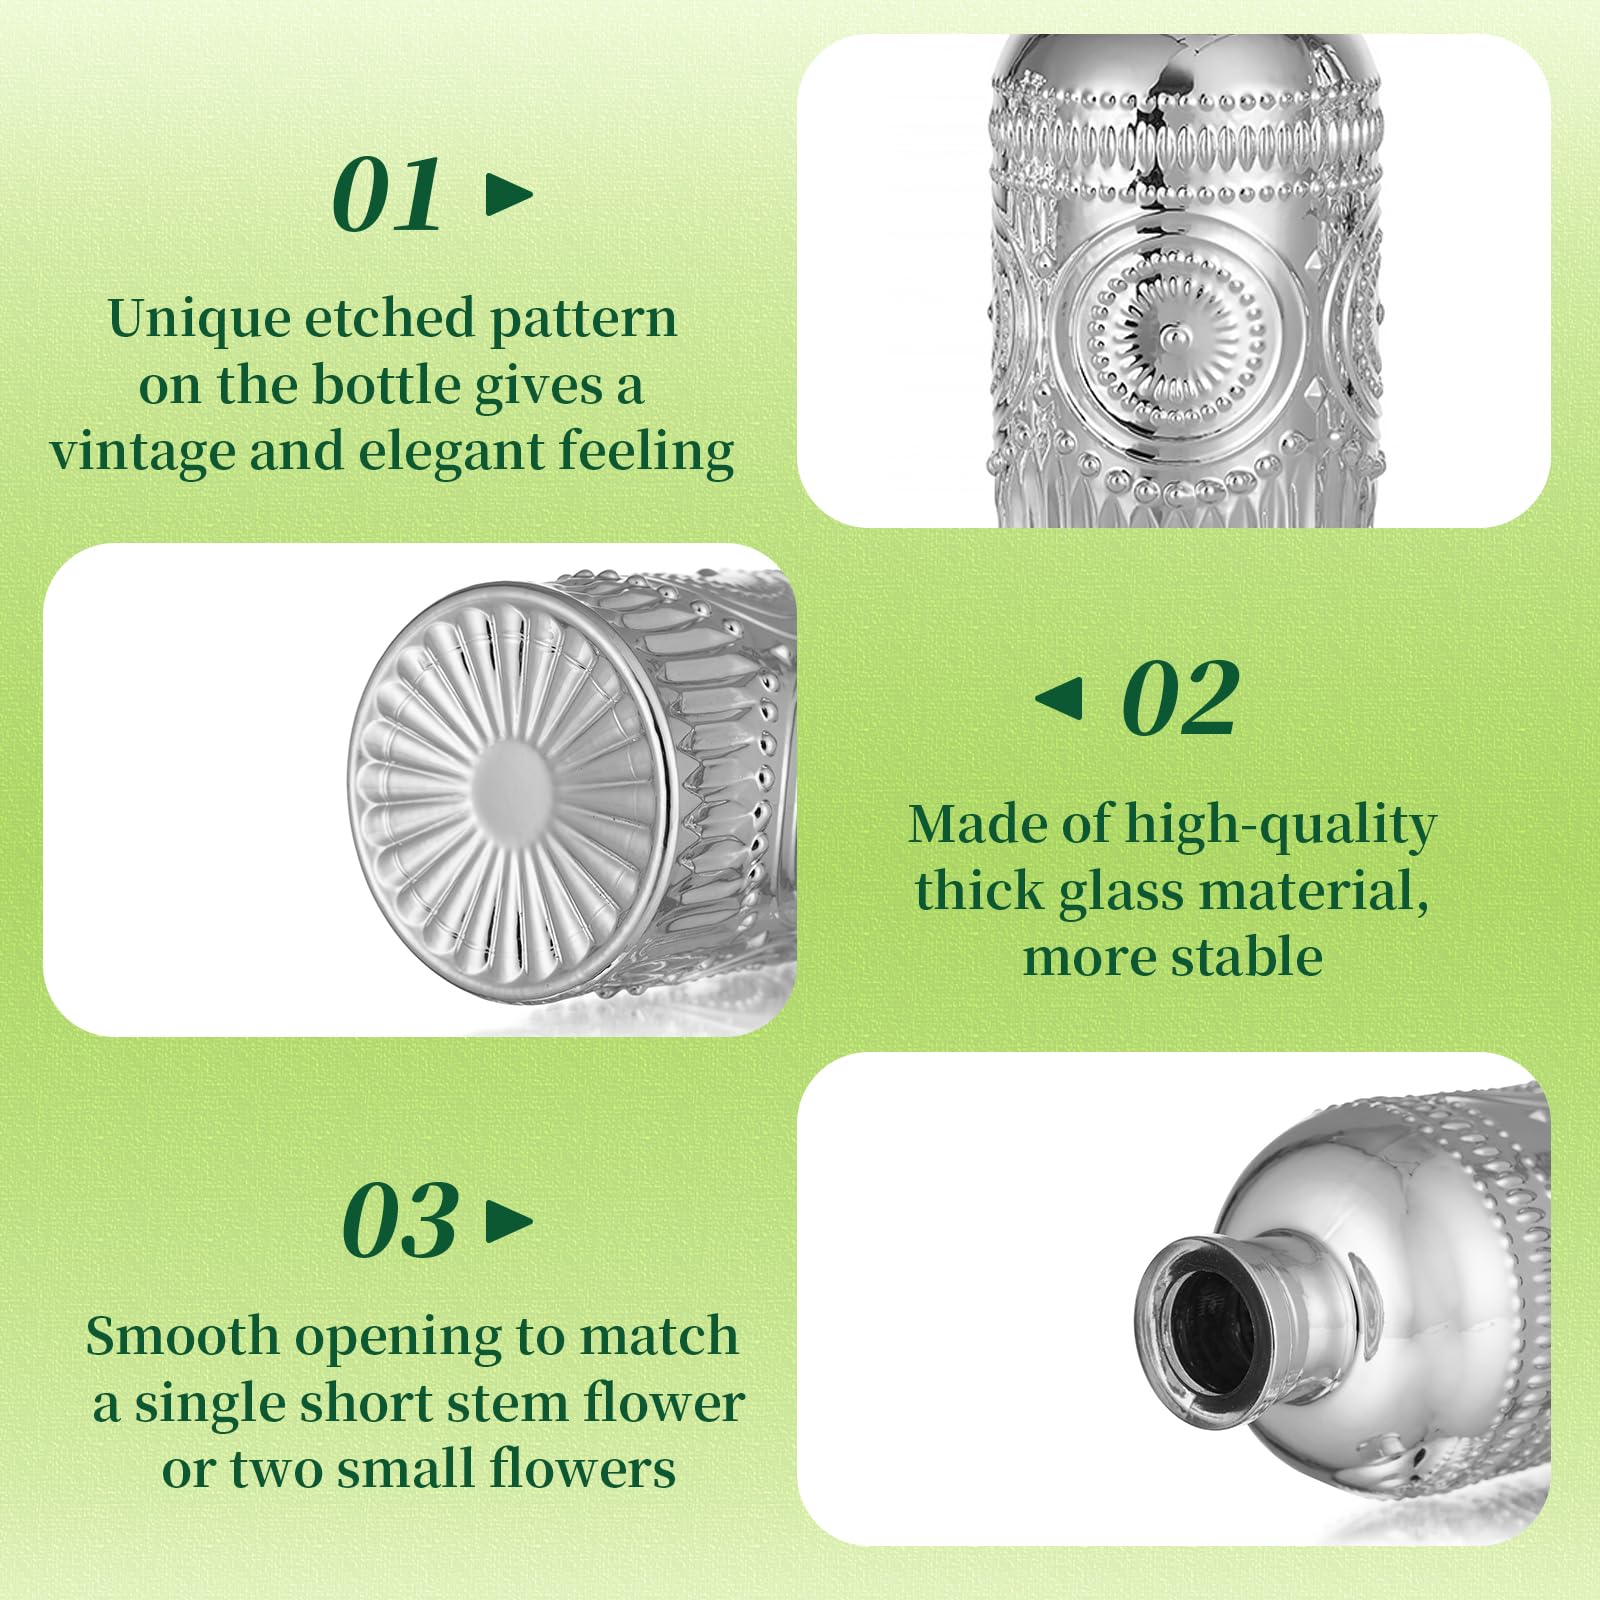 01
Unique etched pattern
on the bottle gives a
vintage and elegant feeling
02
Made of high-quality
thick glass material,
more stable
03
Smooth opening to match
a single short stem flower
or two small flowers